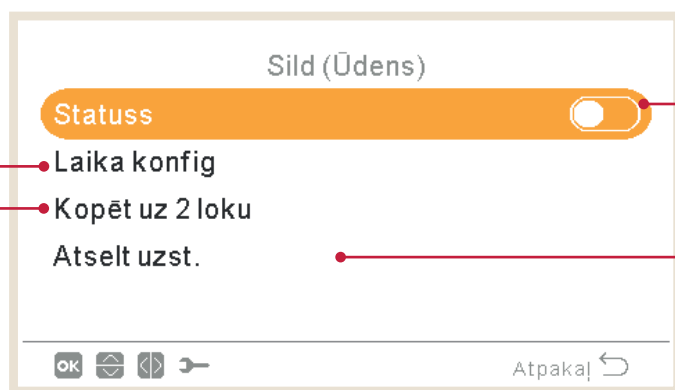 Sild (Ūdens)
Statuss
Laika konfig
Kopēt uz 2 loku
Atselt uzst.
OK
Atpakaļ